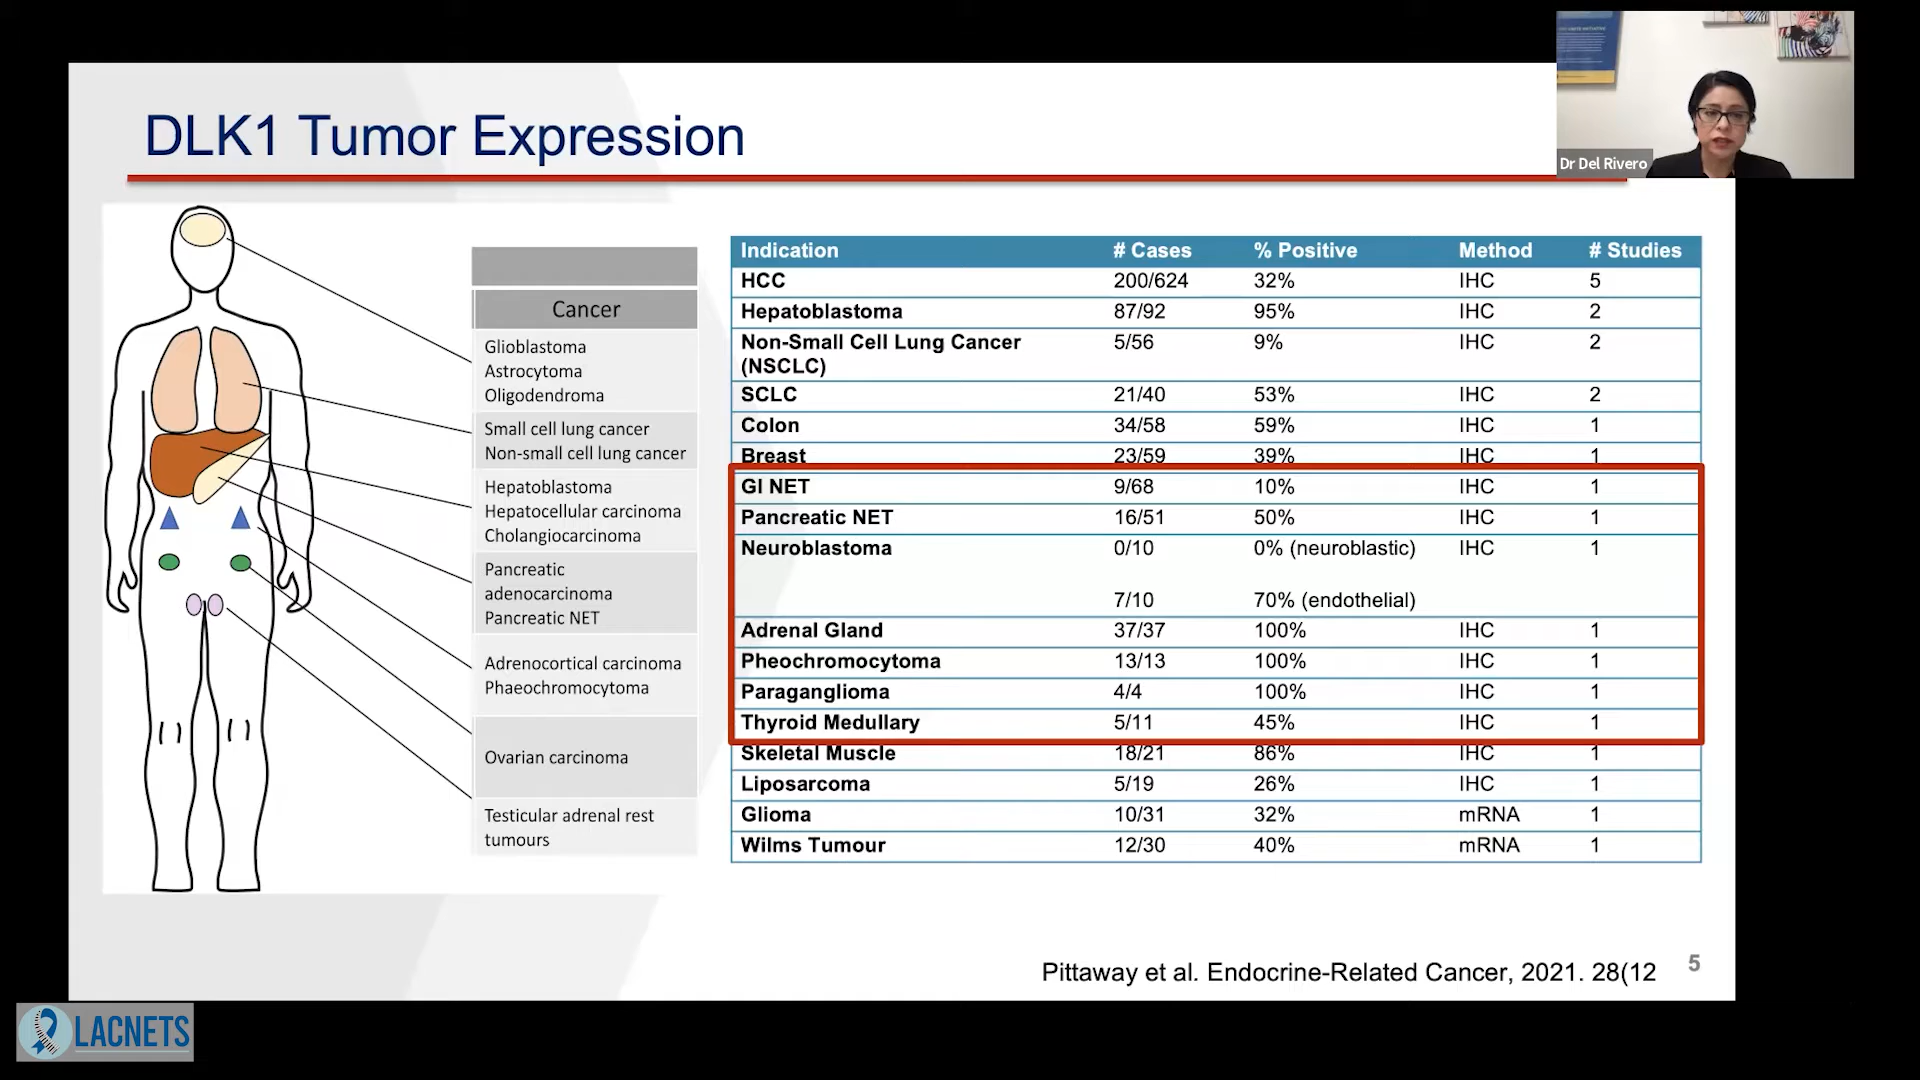 DLK1 Tumor Expression
Dr Del Rivero
Cancer
Glioblastoma
Astrocytoma
Oligodendroma
Small cell lung cancer
Non-small cell lung cancer
Hepatoblastoma
Hepatocellular carcinoma
Cholangiocarcinoma
Pancreatic
adenocarcinoma
Pancreatic NET
Adrenocortical carcinoma
Phaeochromocytoma
Ovarian carcinoma
Testicular adrenal rest
tumours
Indication # Cases % Positive Method # Studies
HCC 200/624 32% IHC 5
Hepatoblastoma 87/92 95% IHC 2
Non-Small Cell Lung Cancer 5/56 9% IHC 2
(NSCLC)
SCLC 21/40 53% IHC 2
Colon 34/58 59% IHC 1
Breast 23/59 39% IHC 1
GI NET 9/68 10% IHC 1
Pancreatic NET 16/51 50% IHC 1
Neuroblastoma 0/10 0% (neuroblastic) IHC 1
7/10 70% (endothelial)
Adrenal Gland 37/37 100% IHC 1
Pheochromocytoma 13/13 100% IHC 1
Paraganglioma 4/4 100% IHC 1
Thyroid Medullary 5/11 45% IHC 1
Skeletal Muscle 18/21 86% IHC 1
Liposarcoma 5/19 26% IHC 1
Glioma 10/31 32% mRNA 1
Wilms Tumour 12/30 40% mRNA 1
Pittaway et al. Endocrine-Related Cancer, 2021. 28(12
5
LACNETS